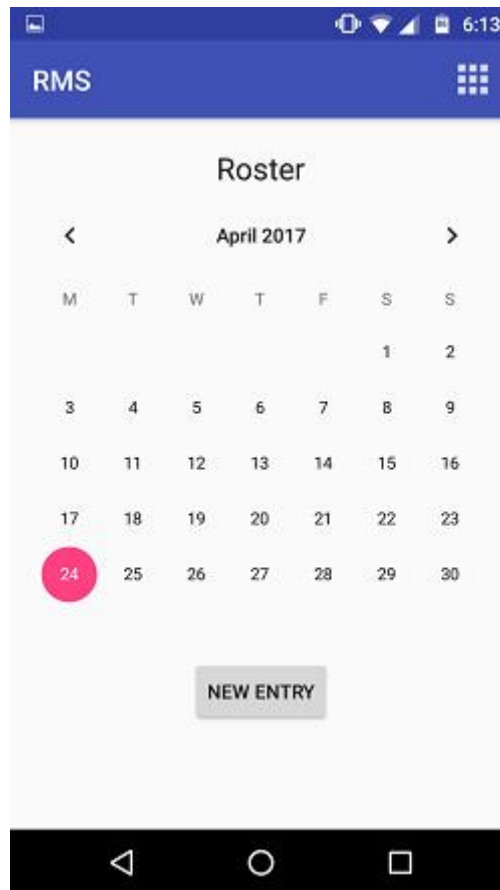 6:13
RMS
Roster
April 2017
M T W T F S S
1 2
3 4 5 6 7 8 9
10 11 12 13 14 15 16
17 18 19 20 21 22 23
24 25 26 27 28 29 30
NEW ENTRY